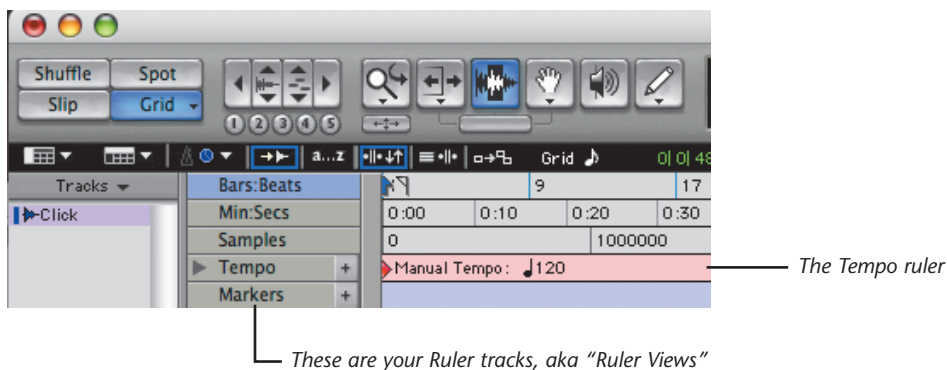 Shuffle Spot
Slip Grid
1 2 3 4 5
a...z Grid 0| 0| 48
Tracks Bars:Beats 9 17
Click Min:Secs 0:00 0:10 0:20 0:30
Samples 0 1000000
Tempo + Manual Tempo: ♩120 The Tempo ruler
Markers +
These are your Ruler tracks, aka “Ruler Views”